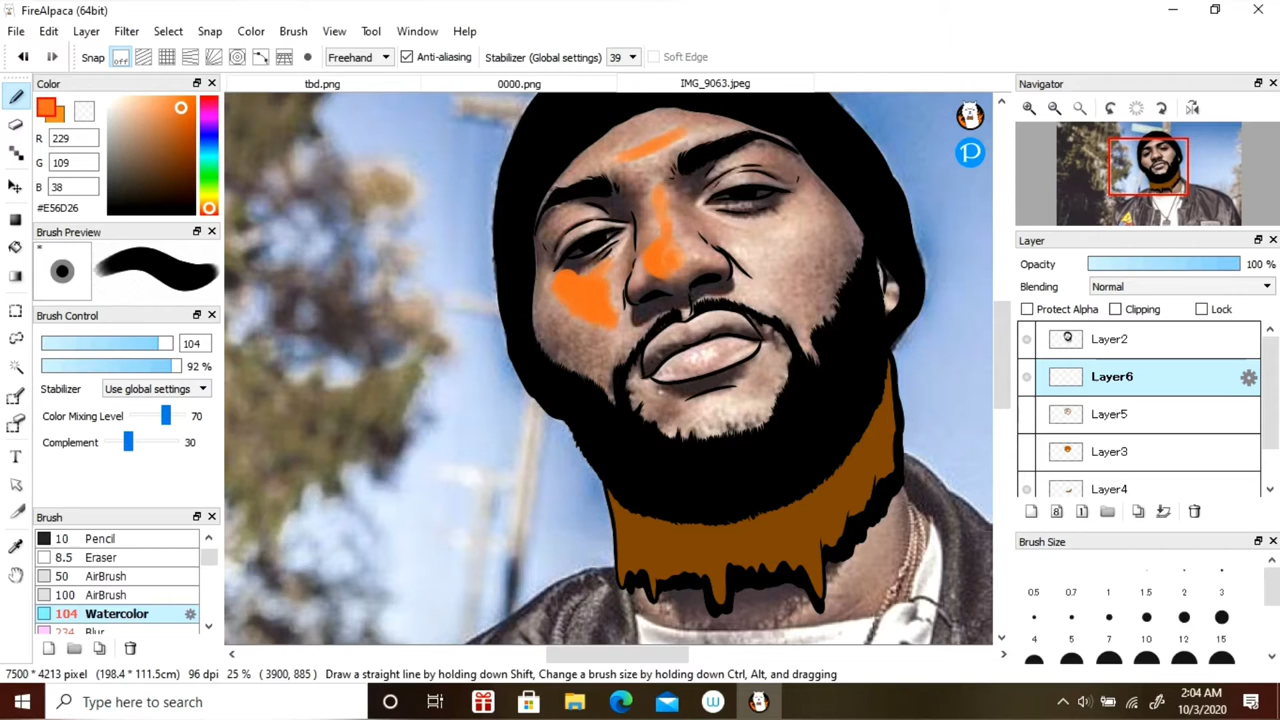 FireAlpaca (64bit)
File Edit Layer Filter Select Snap Color Brush View Tool Window Help
Snap off Freehand Anti-aliasing Stabilizer (Global settings) 39 Soft Edge
Color
tbd.png 0000.png IMG_9063.jpeg
Navigator
R 229
G 109
B 38
#E56D26
Brush Preview
*
Brush Control
104
92 %
Stabilizer Use global settings
Color Mixing Level 70
Complement 30
Brush
10 Pencil
8.5 Eraser
50 AirBrush
100 AirBrush
104 Watercolor
234 Blur
P
Layer
Opacity 100 %
Blending Normal
Protect Alpha Clipping Lock
Layer2
Layer6
Layer5
Layer3
Layer4
Brush Size
0.5 0.7 1 1.5 2 3
4 5 7 10 12 15
7500 * 4213 pixel (198.4 * 111.5cm) 96 dpi 25 % (3900, 885) Draw a straight line by holding down Shift, Change a brush size by holding down Ctrl, Alt, and dragging
Type here to search
2:04 AM
10/3/2020